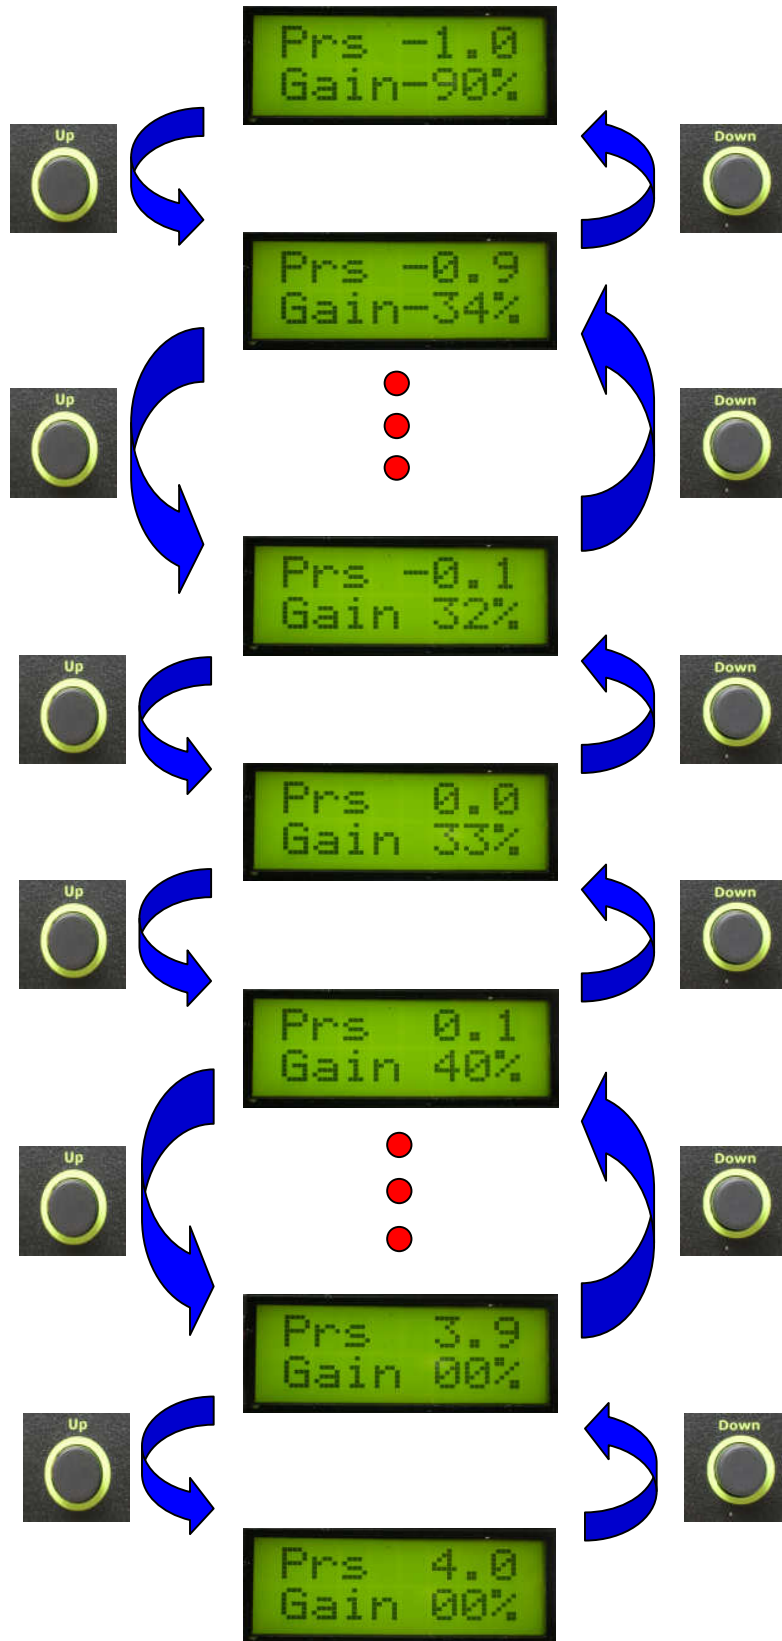 Prs -1.0
Gain-90%
Up
Down
Prs -0.9
Gain-34%
Up
Down
Prs -0.1
Gain 32%
Up
Down
Prs 0.0
Gain 33%
Up
Down
Prs 0.1
Gain 40%
Up
Down
Prs 3.9
Gain 00%
Up
Down
Prs 4.0
Gain 00%